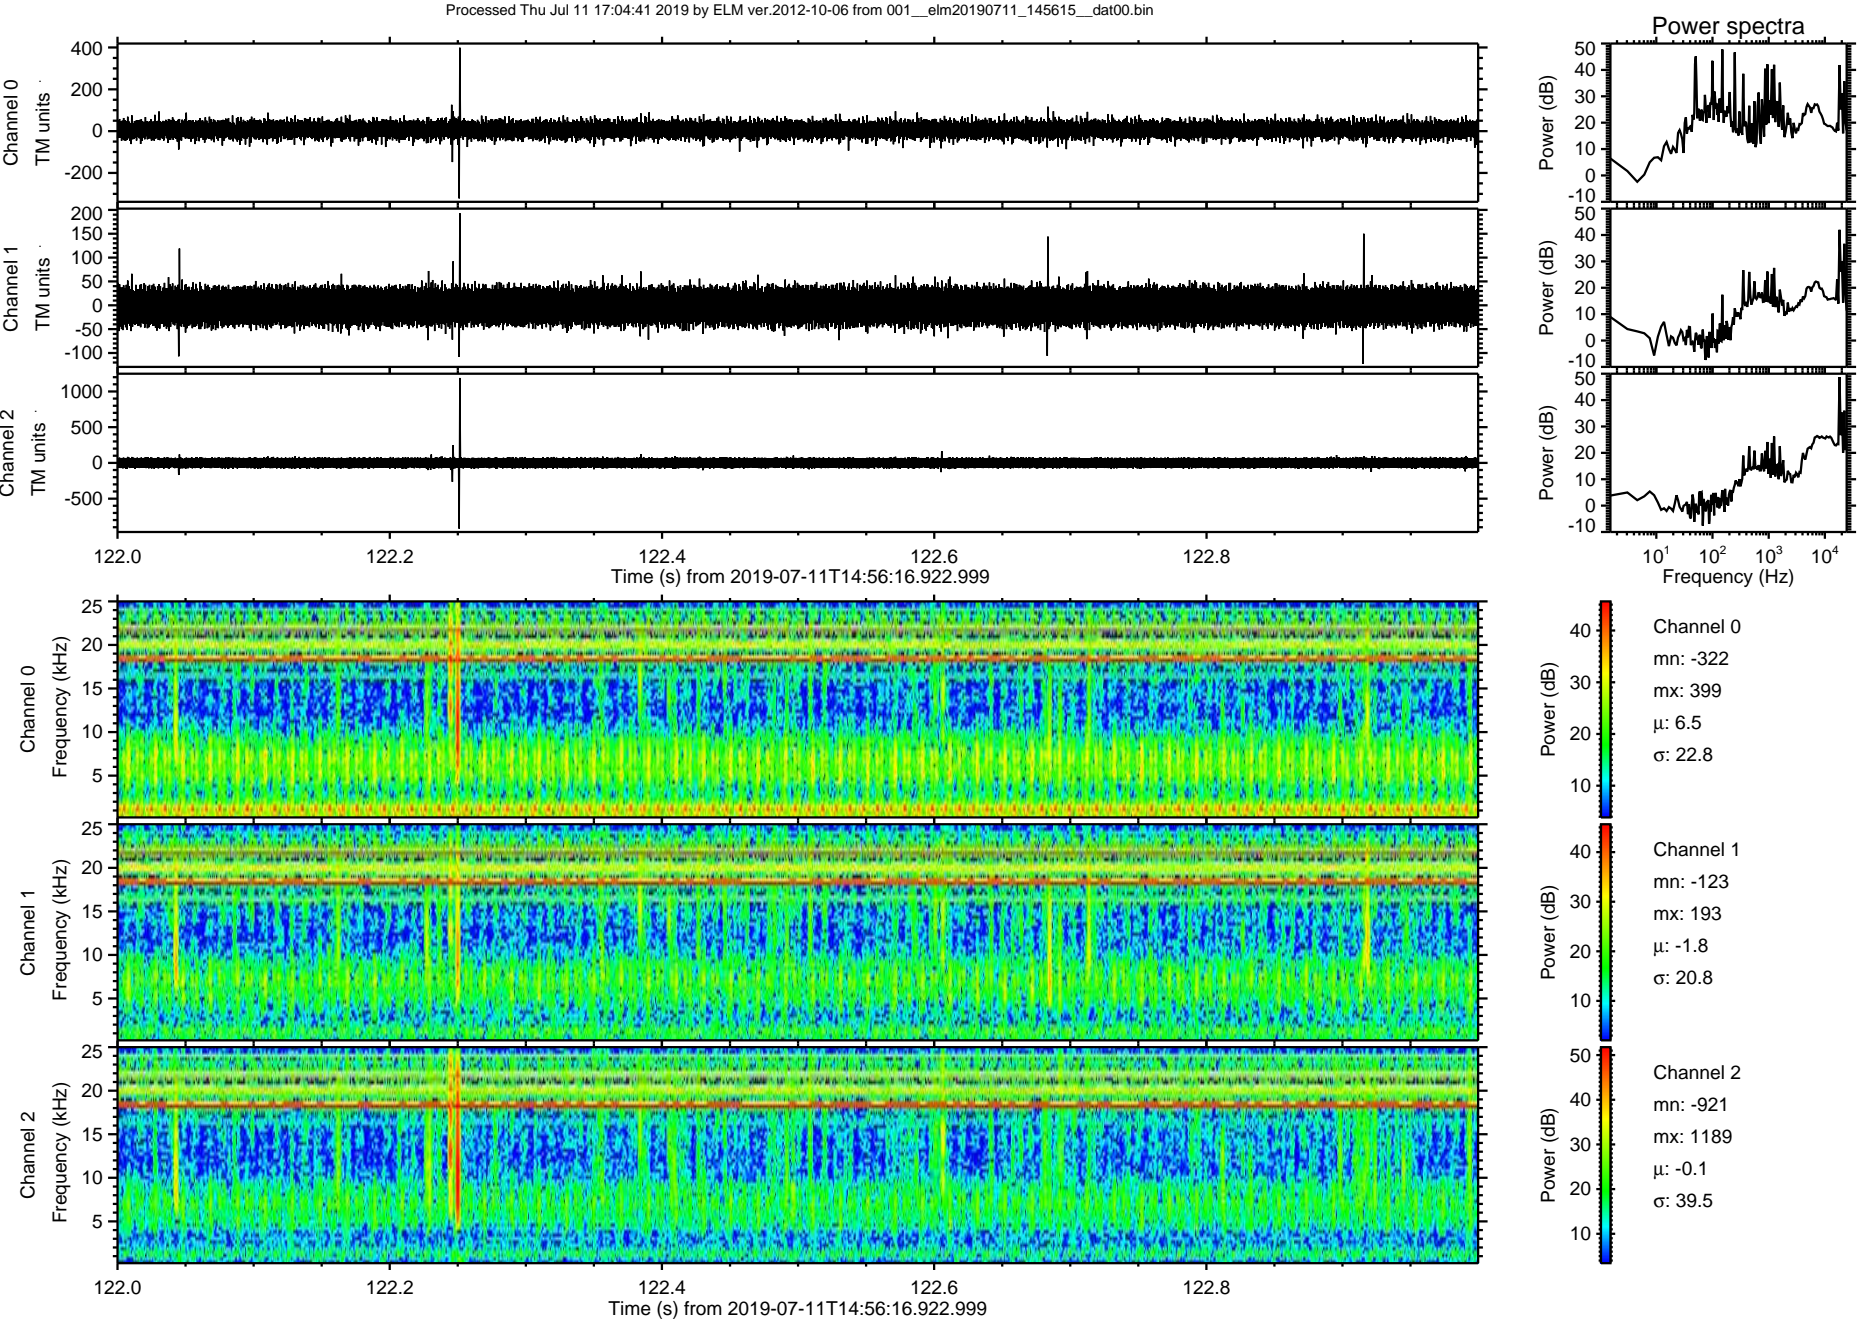 Processed Thu Jul 11 17:04:41 2019 by ELM ver.2012-10-06 from 001__elm20190711_145615__dat00.bin
Power spectra
Channel 0
TM units
400
200
0
-200
Power (dB)
50
40
30
20
10
0
-10
Channel 1
TM units
200
150
100
50
0
-50
-100
Power (dB)
50
40
30
20
10
0
-10
Channel 2
TM units
1000
500
0
-500
Power (dB)
50
40
30
20
10
0
-10
122.0 122.2 122.4 122.6 122.8
Time (s) from 2019-07-11T14:56:16.922.999
10¹ 10² 10³ 10⁴
Frequency (Hz)
Channel 0
Frequency (kHz)
25
20
15
10
5
Power (dB)
40
30
20
10
Channel 0
mn: -322
mx: 399
μ: 6.5
σ: 22.8
Channel 1
Frequency (kHz)
25
20
15
10
5
Power (dB)
40
30
20
10
Channel 1
mn: -123
mx: 193
μ: -1.8
σ: 20.8
Channel 2
Frequency (kHz)
25
20
15
10
5
Power (dB)
50
40
30
20
10
Channel 2
mn: -921
mx: 1189
μ: -0.1
σ: 39.5
122.0 122.2 122.4 122.6 122.8
Time (s) from 2019-07-11T14:56:16.922.999